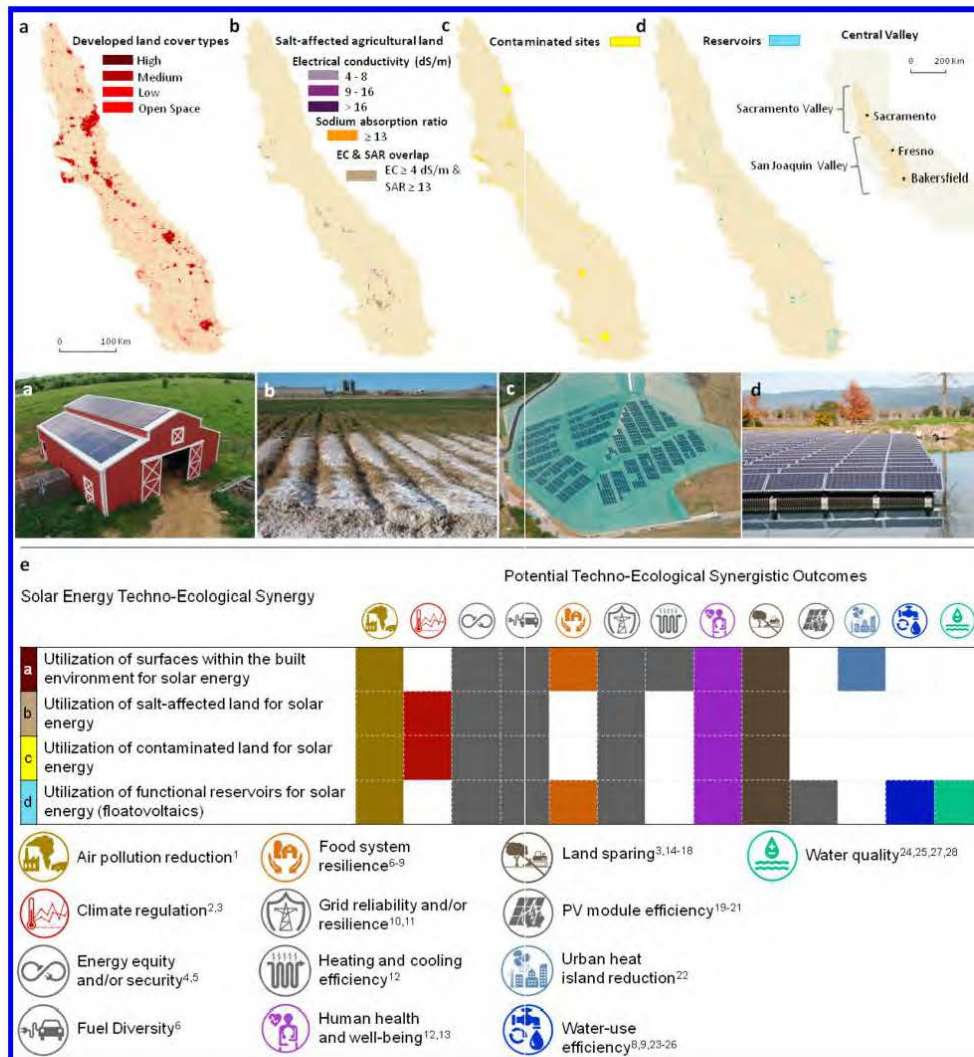 a
b
c
d
Developed land cover types
High
Medium
Low
Open Space
Salt-affected agricultural land
Electrical conductivity (dS/m)
4 - 8
9 - 16
> 16
Sodium absorption ratio
≥ 13
EC & SAR overlap
EC ≥ 4 dS/m &
SAR ≥ 13
Contaminated sites
Reservoirs
Central Valley
0 200 Km
Sacramento Valley
Sacramento
Fresno
San Joaquin Valley
Bakersfield
0 100 Km
a
b
c
d
e
Potential Techno-Ecological Synergistic Outcomes
Solar Energy Techno-Ecological Synergy
a Utilization of surfaces within the built
environment for solar energy
b Utilization of salt-affected land for solar
energy
c Utilization of contaminated land for solar
energy
d Utilization of functional reservoirs for solar
energy (floatovoltaics)
Air pollution reduction1
Food system
resilience6-9
Land sparing3,14-18
Water quality24,25,27,28
Climate regulation2,3
Grid reliability and/or
resilience10,11
PV module efficiency19-21
Energy equity
and/or security4,5
Heating and cooling
efficiency12
Urban heat
island reduction22
Fuel Diversity6
Human health
and well-being12,13
Water-use
efficiency8,9,23-26